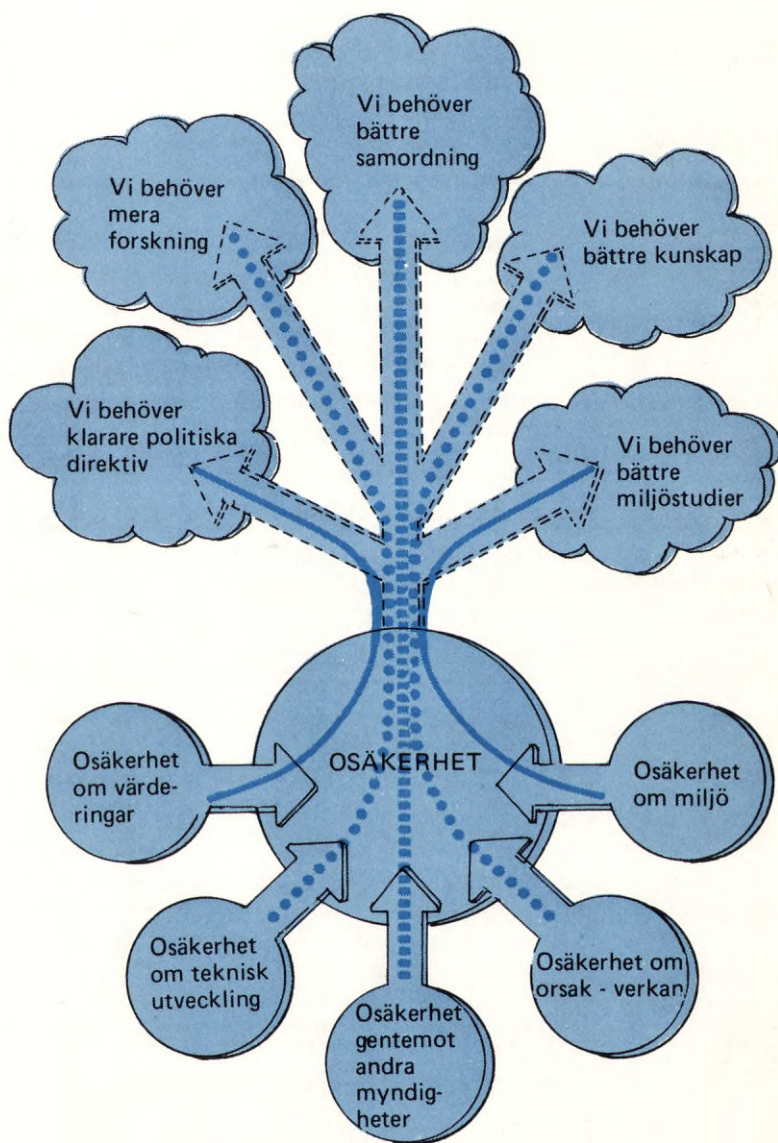 Vi behöver
bättre
samordning
Vi behöver
mera
forskning
Vi behöver
bättre kunskap
Vi behöver
klarare politiska
direktiv
Vi behöver
bättre
miljöstudier
OSÄKERHET
Osäkerhet
om värde-
ringar
Osäkerhet
om miljö
Osäkerhet
om teknisk
utveckling
Osäkerhet
gentemot
andra
myndig-
heter
Osäkerhet om
orsak - verkan